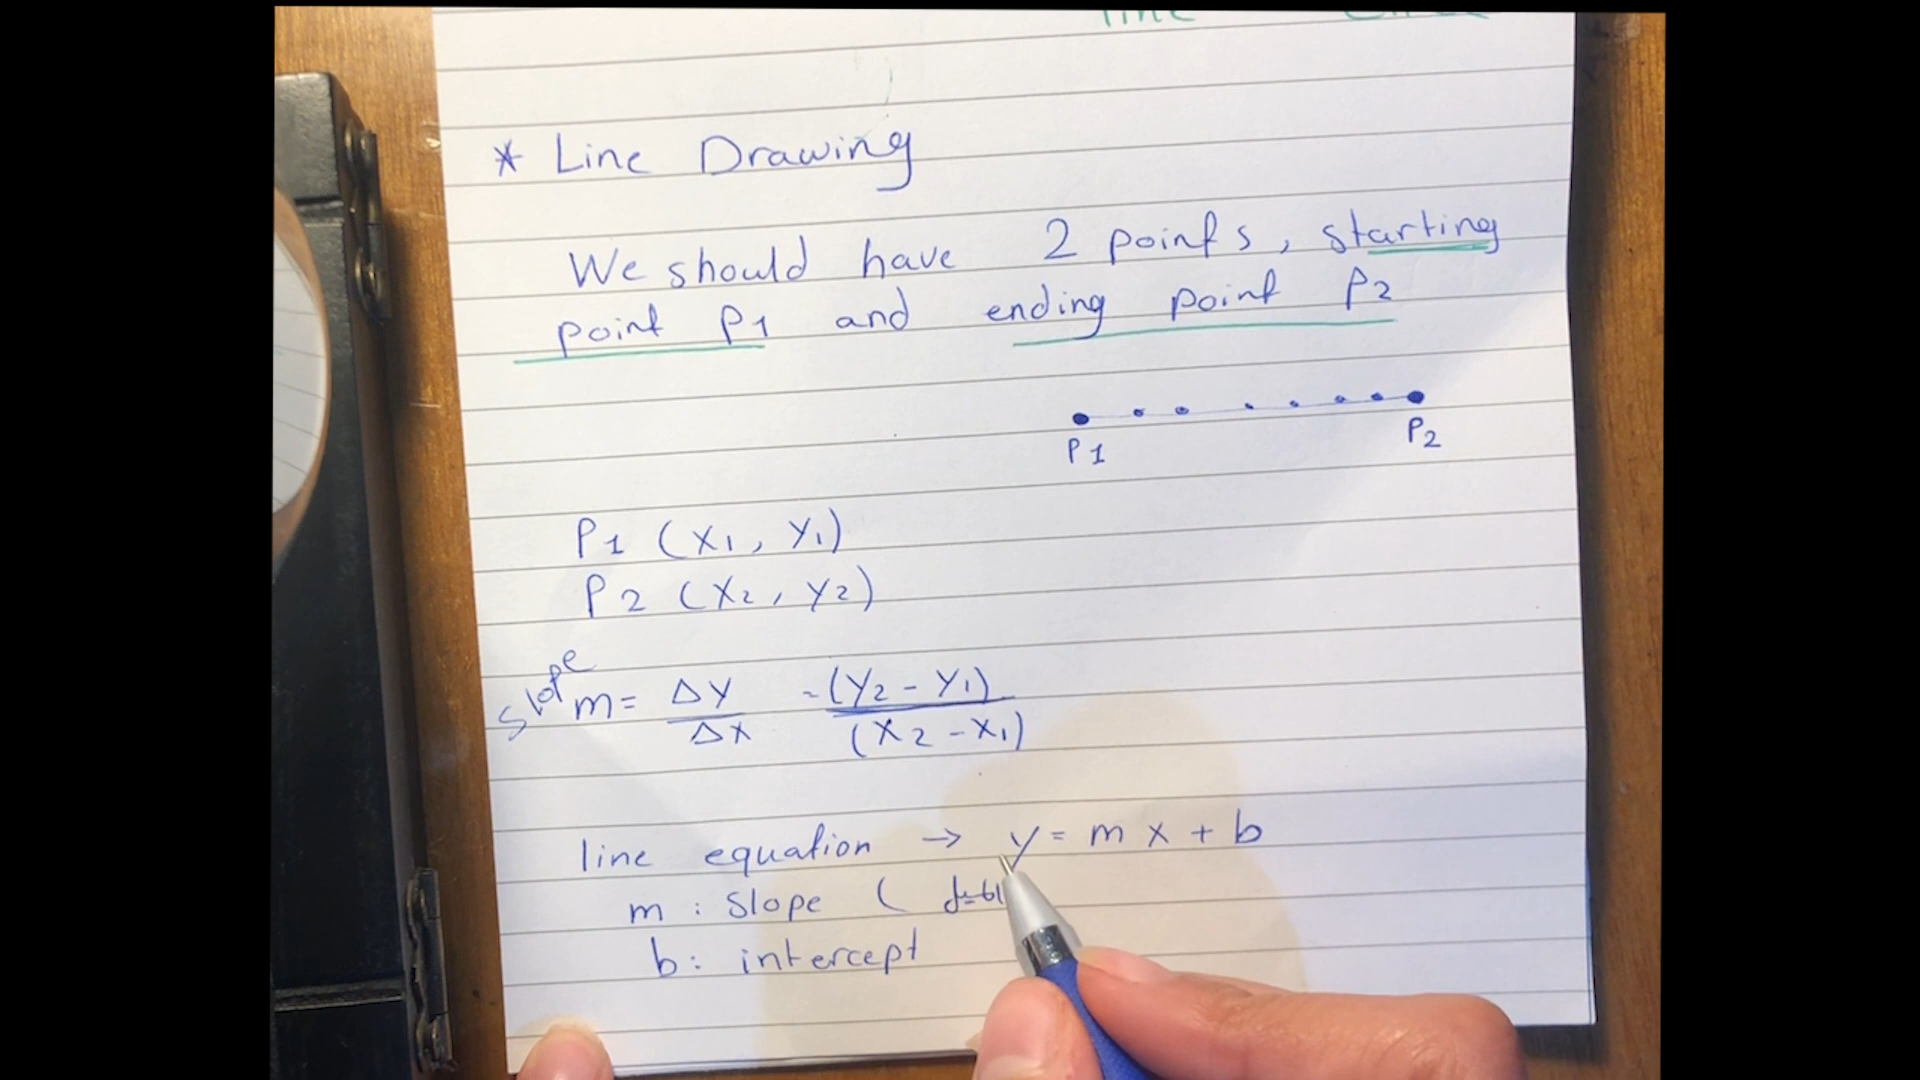 * Line Drawing
We should have 2 points, starting
point P1 and ending point P2
P1 P2
P1 (X1, Y1)
P2 (X2, Y2)
slope m = ΔY / ΔX = (Y2 - Y1) / (X2 - X1)
line equation → y = m x + b
m : slope (
b : intercept